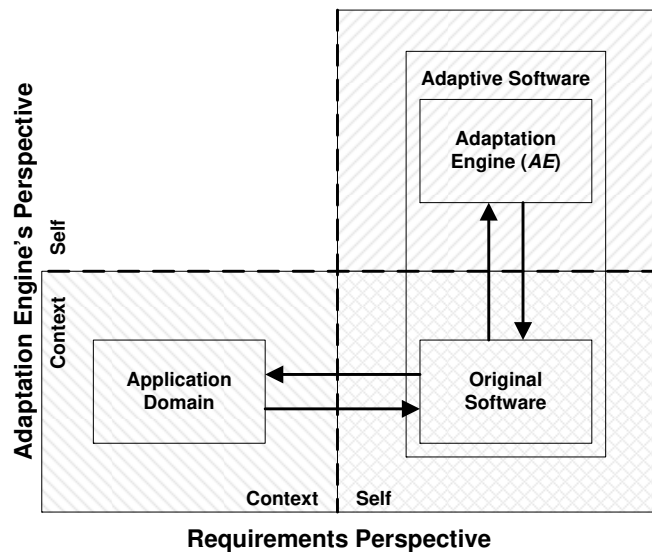 Adaptive Software
Adaptation
Engine (AE)
Adaptation Engine's Perspective
Self
Context
Application
Domain
Original
Software
Context
Self
Requirements Perspective